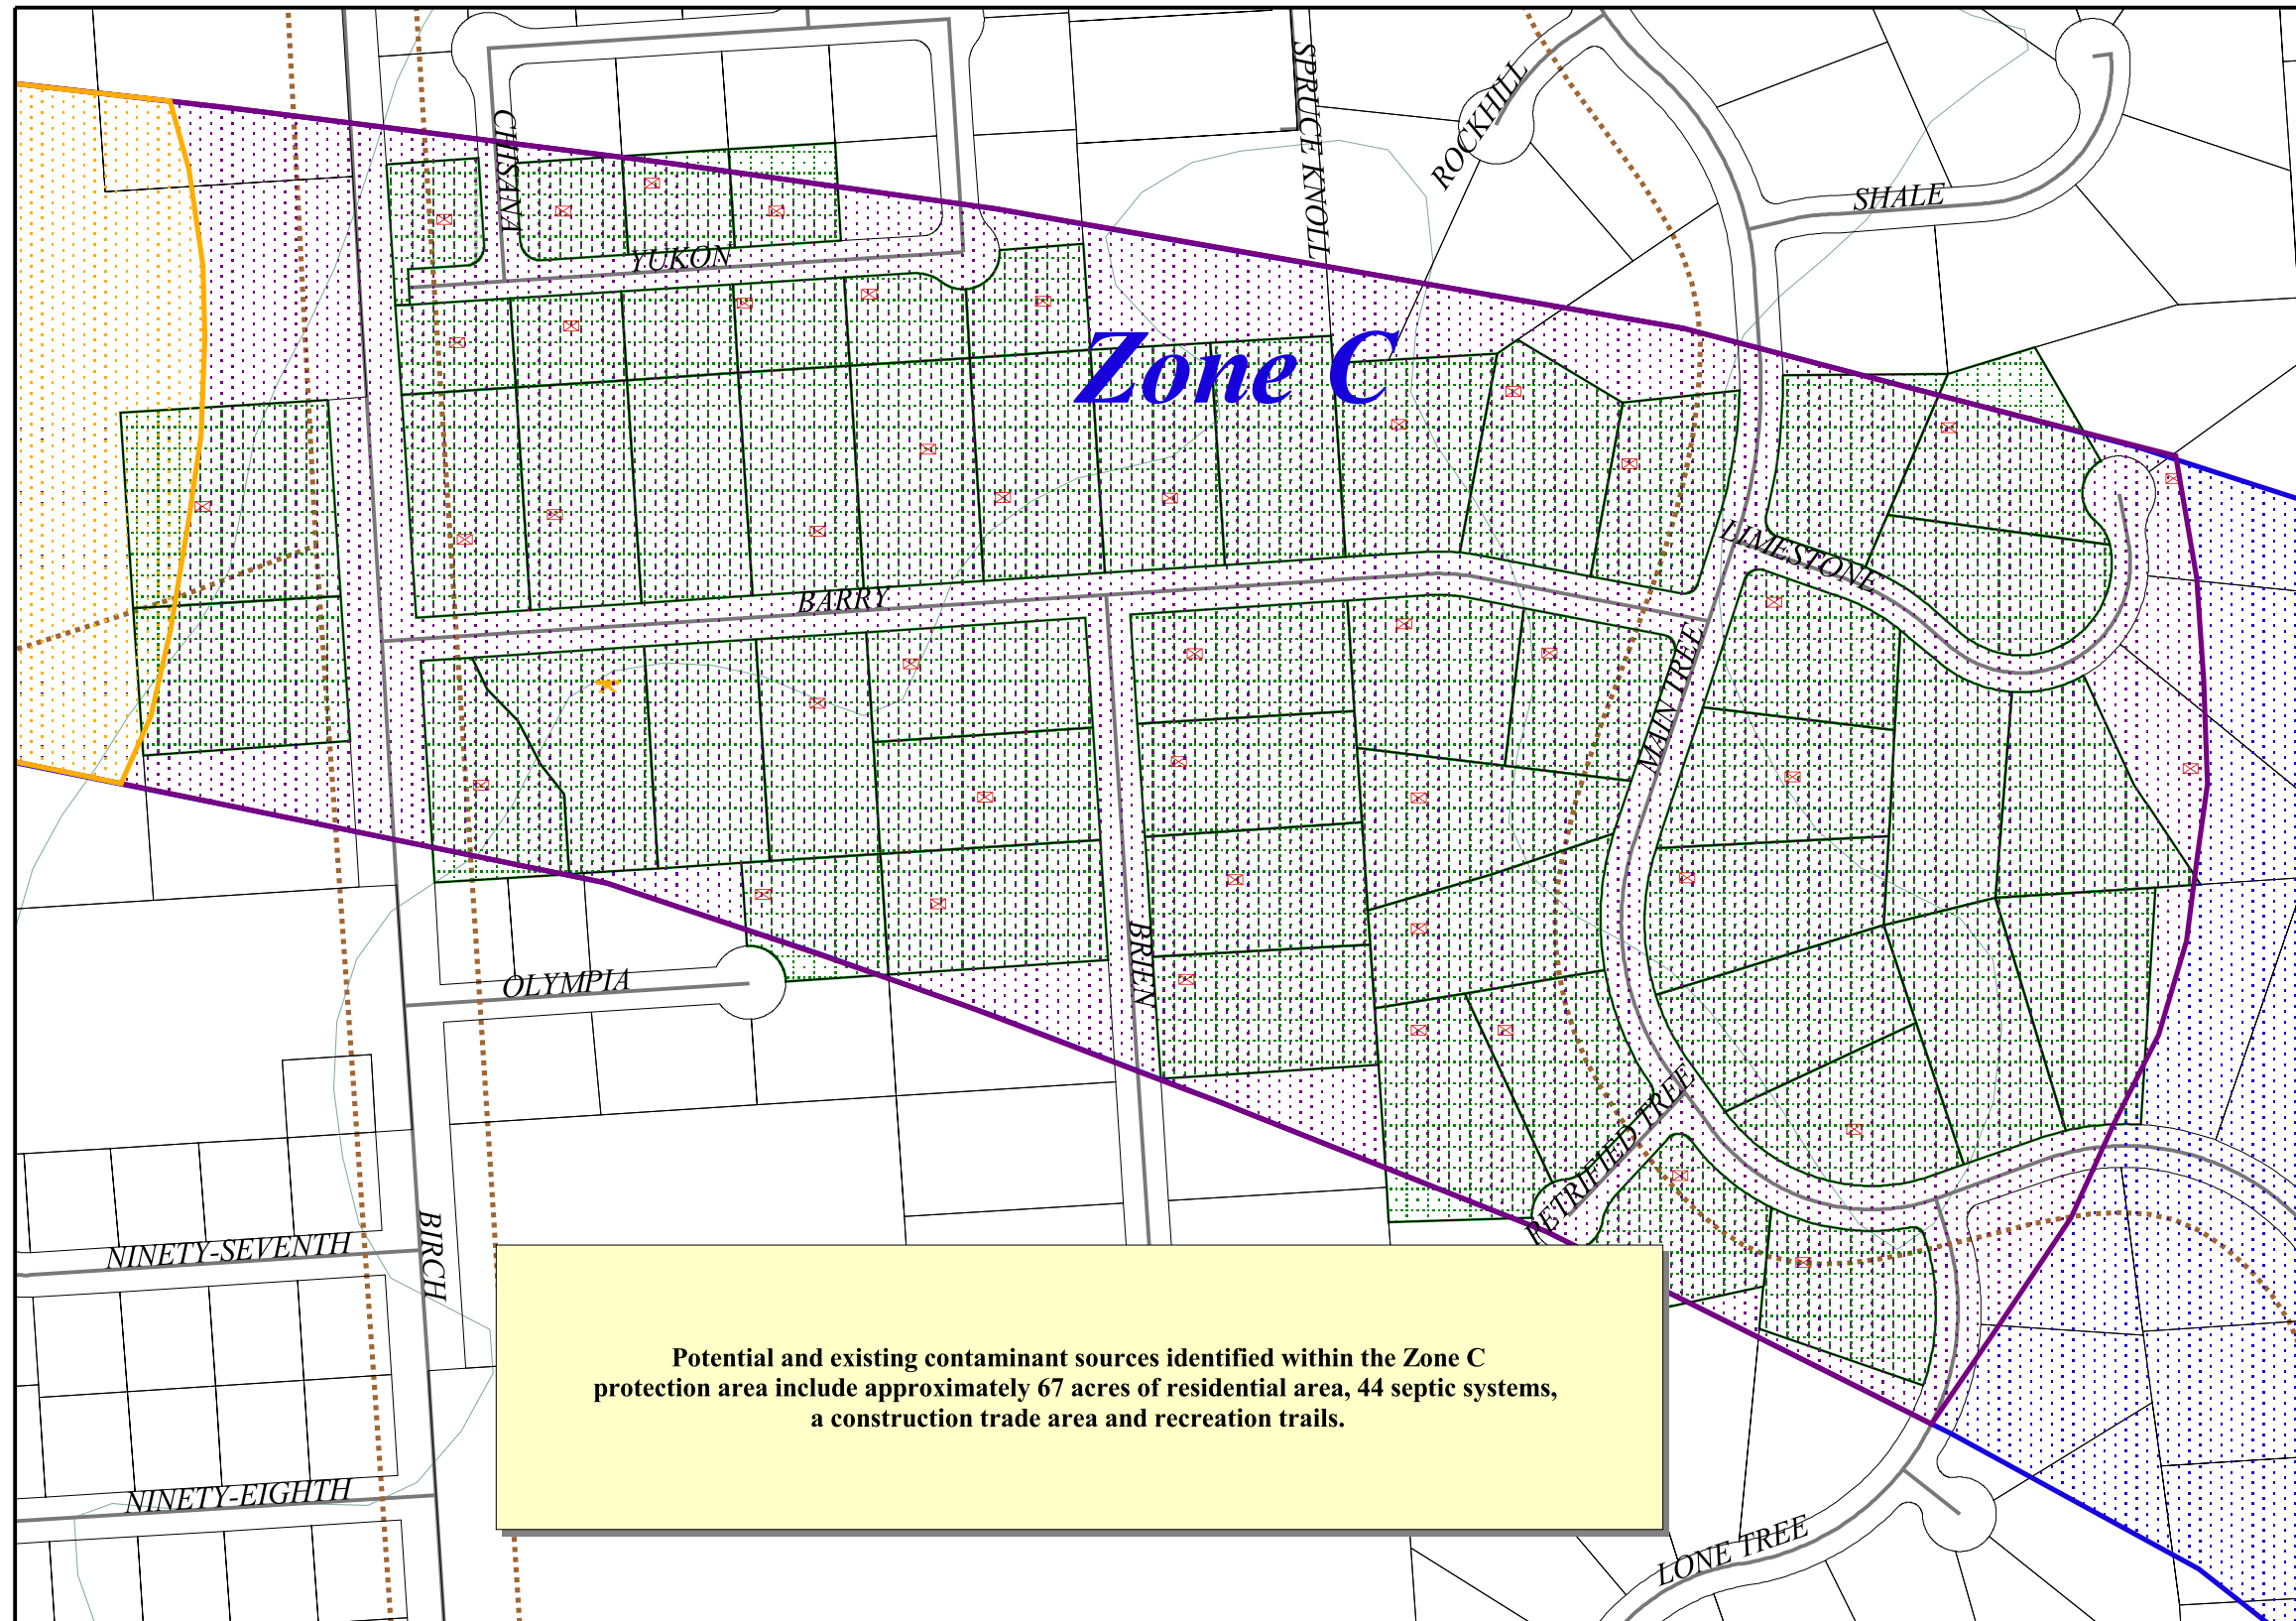 CHISANA
SPRUCE KNOLL
ROCKHILL
SHALE
YUKON
Zone C
LIMESTONE
BARRY
MAIN TREE
BRIEN
OLYMPIA
PETRIFIED TREE
BIRCH
NINETY-SEVENTH
Potential and existing contaminant sources identified within the Zone C
protection area include approximately 67 acres of residential area, 44 septic systems,
a construction trade area and recreation trails.
NINETY-EIGHTH
LONE TREE